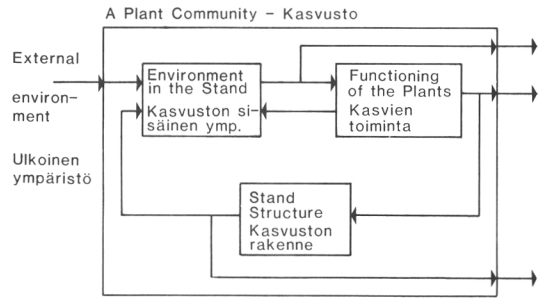 A Plant Community – Kasvusto
External
environ-
ment
Ulkoinen
ympäristö
Environment
in the Stand
Kasvuston si-
säinen ymp.
Functioning
of the Plants
Kasvien
toiminta
Stand
Structure
Kasvuston
rakenne